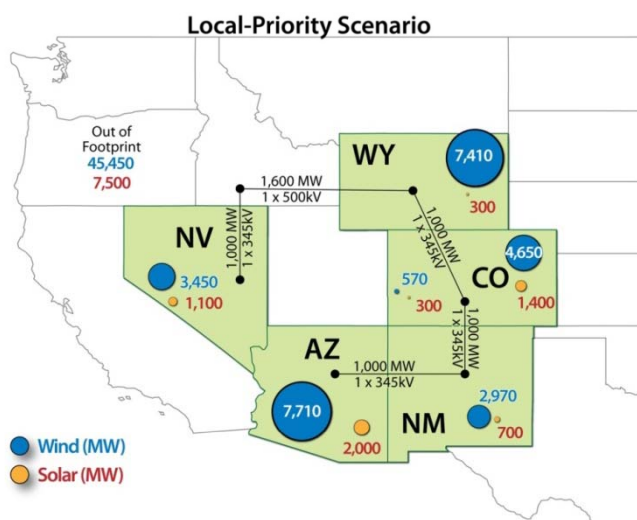 Local-Priority Scenario
Out of
Footprint
45,450
7,500
WY
7,410
300
1,600 MW
1 x 500kV
1,000 MW
1 x 345kV
NV
3,450
1,100
1,000 MW
1 x 345kV
4,650
570
CO
300
1,400
1,000 MW
1 x 345kV
AZ
1,000 MW
1 x 345kV
7,710
2,000
2,970
NM
700
Wind (MW)
Solar (MW)